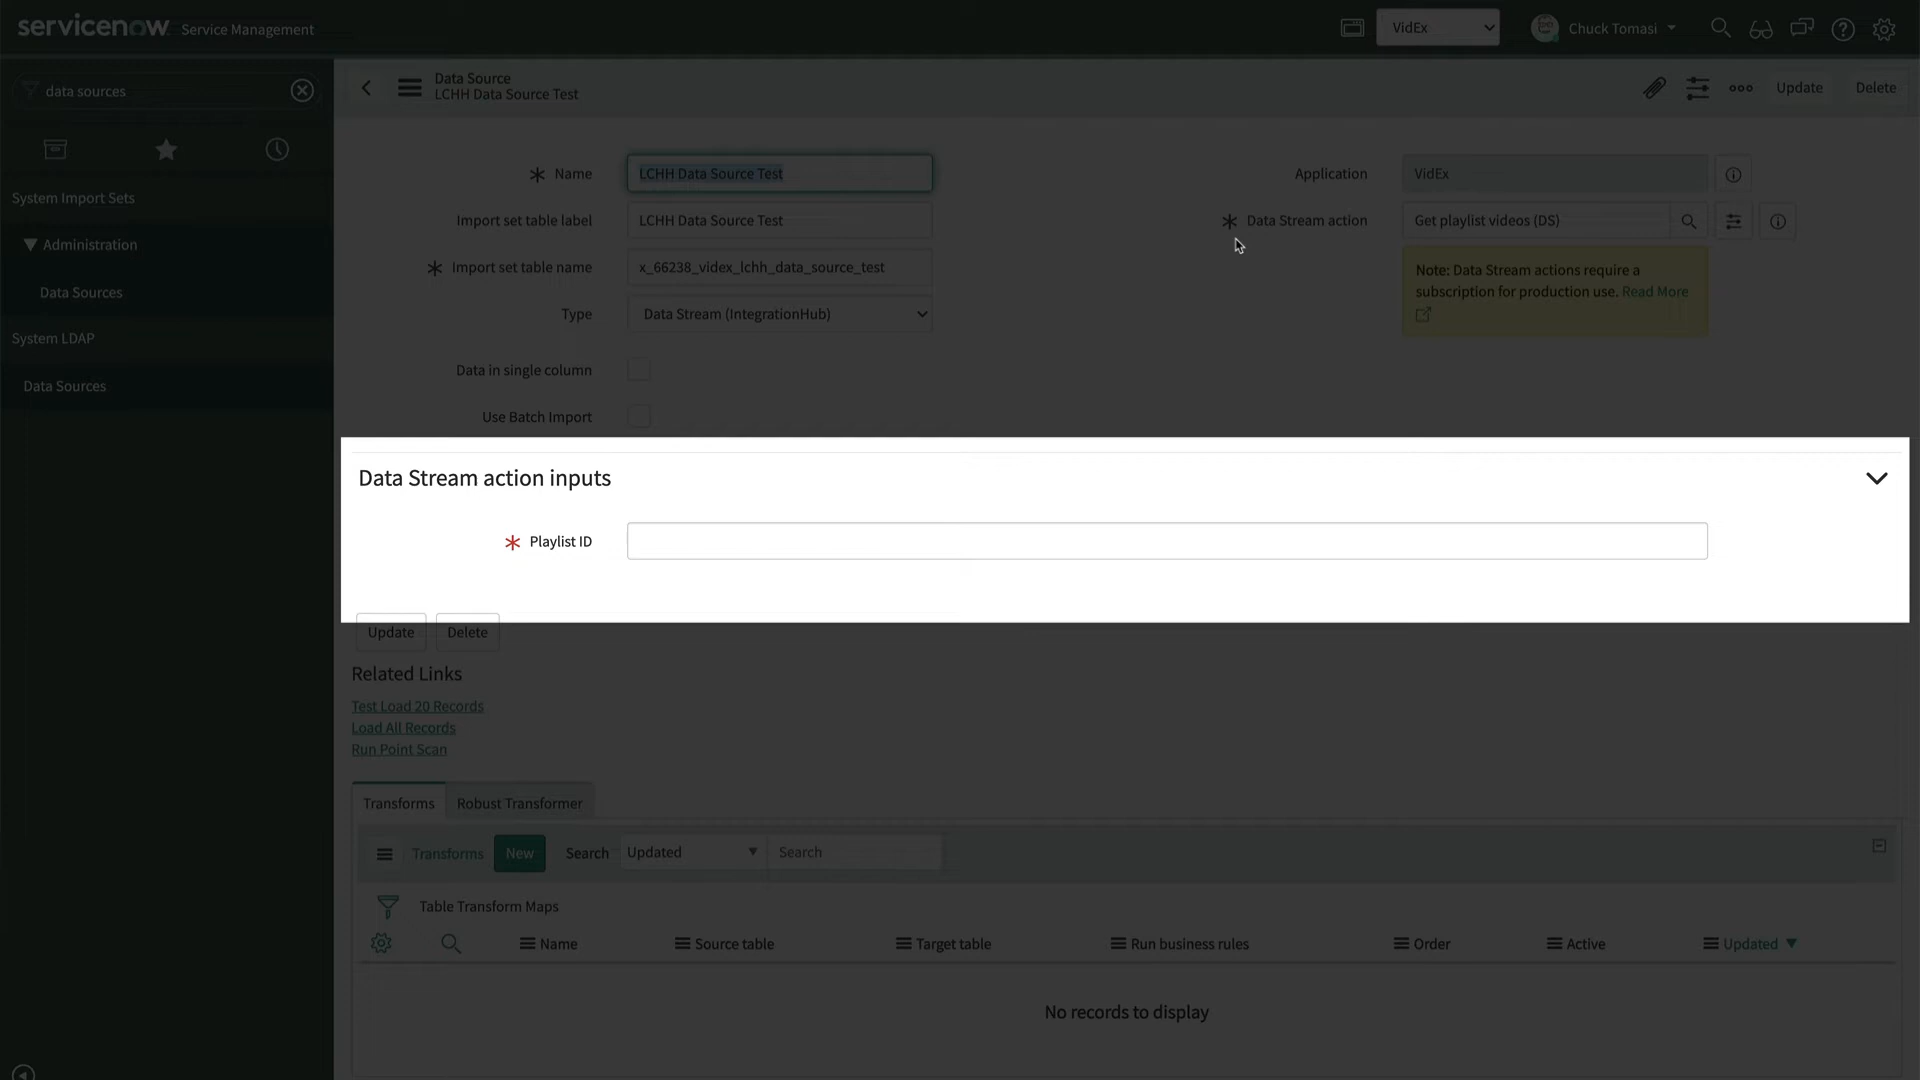 servicenow Service Management
VidEx
Chuck Tomasi
data sources
Data Source
LCHH Data Source Test
Update
Delete
System Import Sets
Administration
Data Sources
System LDAP
Data Sources
* Name
LCHH Data Source Test
Import set table label
LCHH Data Source Test
* Import set table name
x_66238_videx_lchh_data_source_test
Type
Data Stream (IntegrationHub)
Data in single column
Use Batch Import
Application
VidEx
* Data Stream action
Get playlist videos (DS)
Note: Data Stream actions require a
subscription for production use. Read More
Data Stream action inputs
* Playlist ID
Update
Delete
Related Links
Test Load 20 Records
Load All Records
Run Point Scan
Transforms
Robust Transformer
Transforms
New
Search
Updated
Search
Table Transform Maps
Name
Source table
Target table
Run business rules
Order
Active
Updated
No records to display